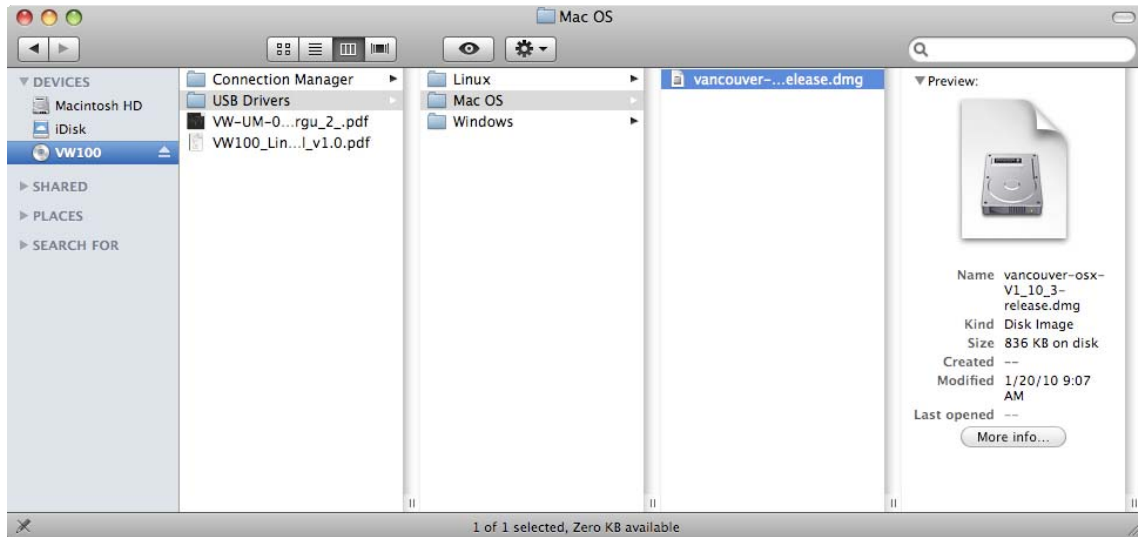 Mac OS
DEVICES
Macintosh HD
iDisk
VW100
SHARED
PLACES
SEARCH FOR
Connection Manager
USB Drivers
VW-UM-0...rgu_2_.pdf
VW100_Lin...l_v1.0.pdf
Linux
Mac OS
Windows
vancouver-...elease.dmg
Preview:
Name vancouver-osx-
V1_10_3-
release.dmg
Kind Disk Image
Size 836 KB on disk
Created --
Modified 1/20/10 9:07
AM
Last opened --
More info...
1 of 1 selected, Zero KB available